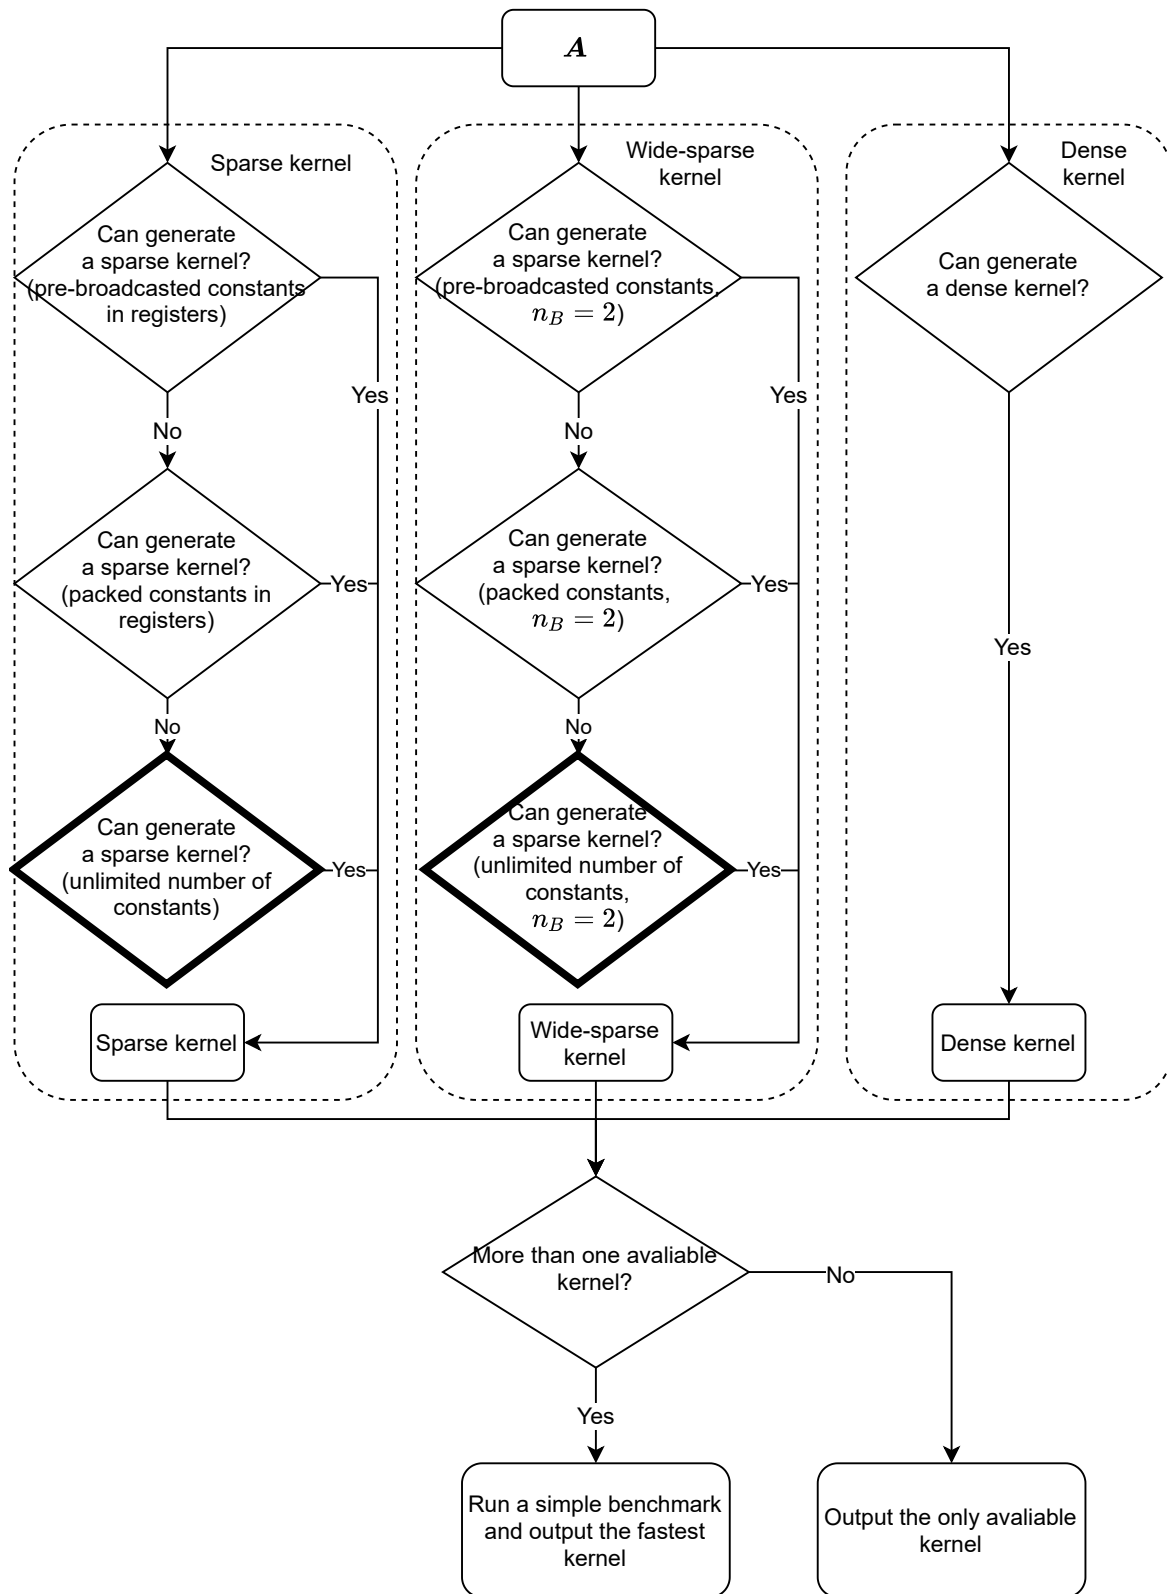 A
Sparse kernel
Can generate
a sparse kernel?
(pre-broadcasted constants
in registers)
Yes
No
Can generate
a sparse kernel?
(packed constants in
registers)
Yes
No
Can generate
a sparse kernel?
(unlimited number of
constants)
Yes
Sparse kernel
Wide-sparse
kernel
Can generate
a sparse kernel?
(pre-broadcasted constants,
n_B = 2)
Yes
No
Can generate
a sparse kernel?
(packed constants,
n_B = 2)
Yes
No
Can generate
a sparse kernel?
(unlimited number of
constants,
n_B = 2)
Yes
Wide-sparse
kernel
Dense
kernel
Can generate
a dense kernel?
Yes
Dense kernel
More than one avaliable
kernel?
No
Yes
Run a simple benchmark
and output the fastest
kernel
Output the only avaliable
kernel